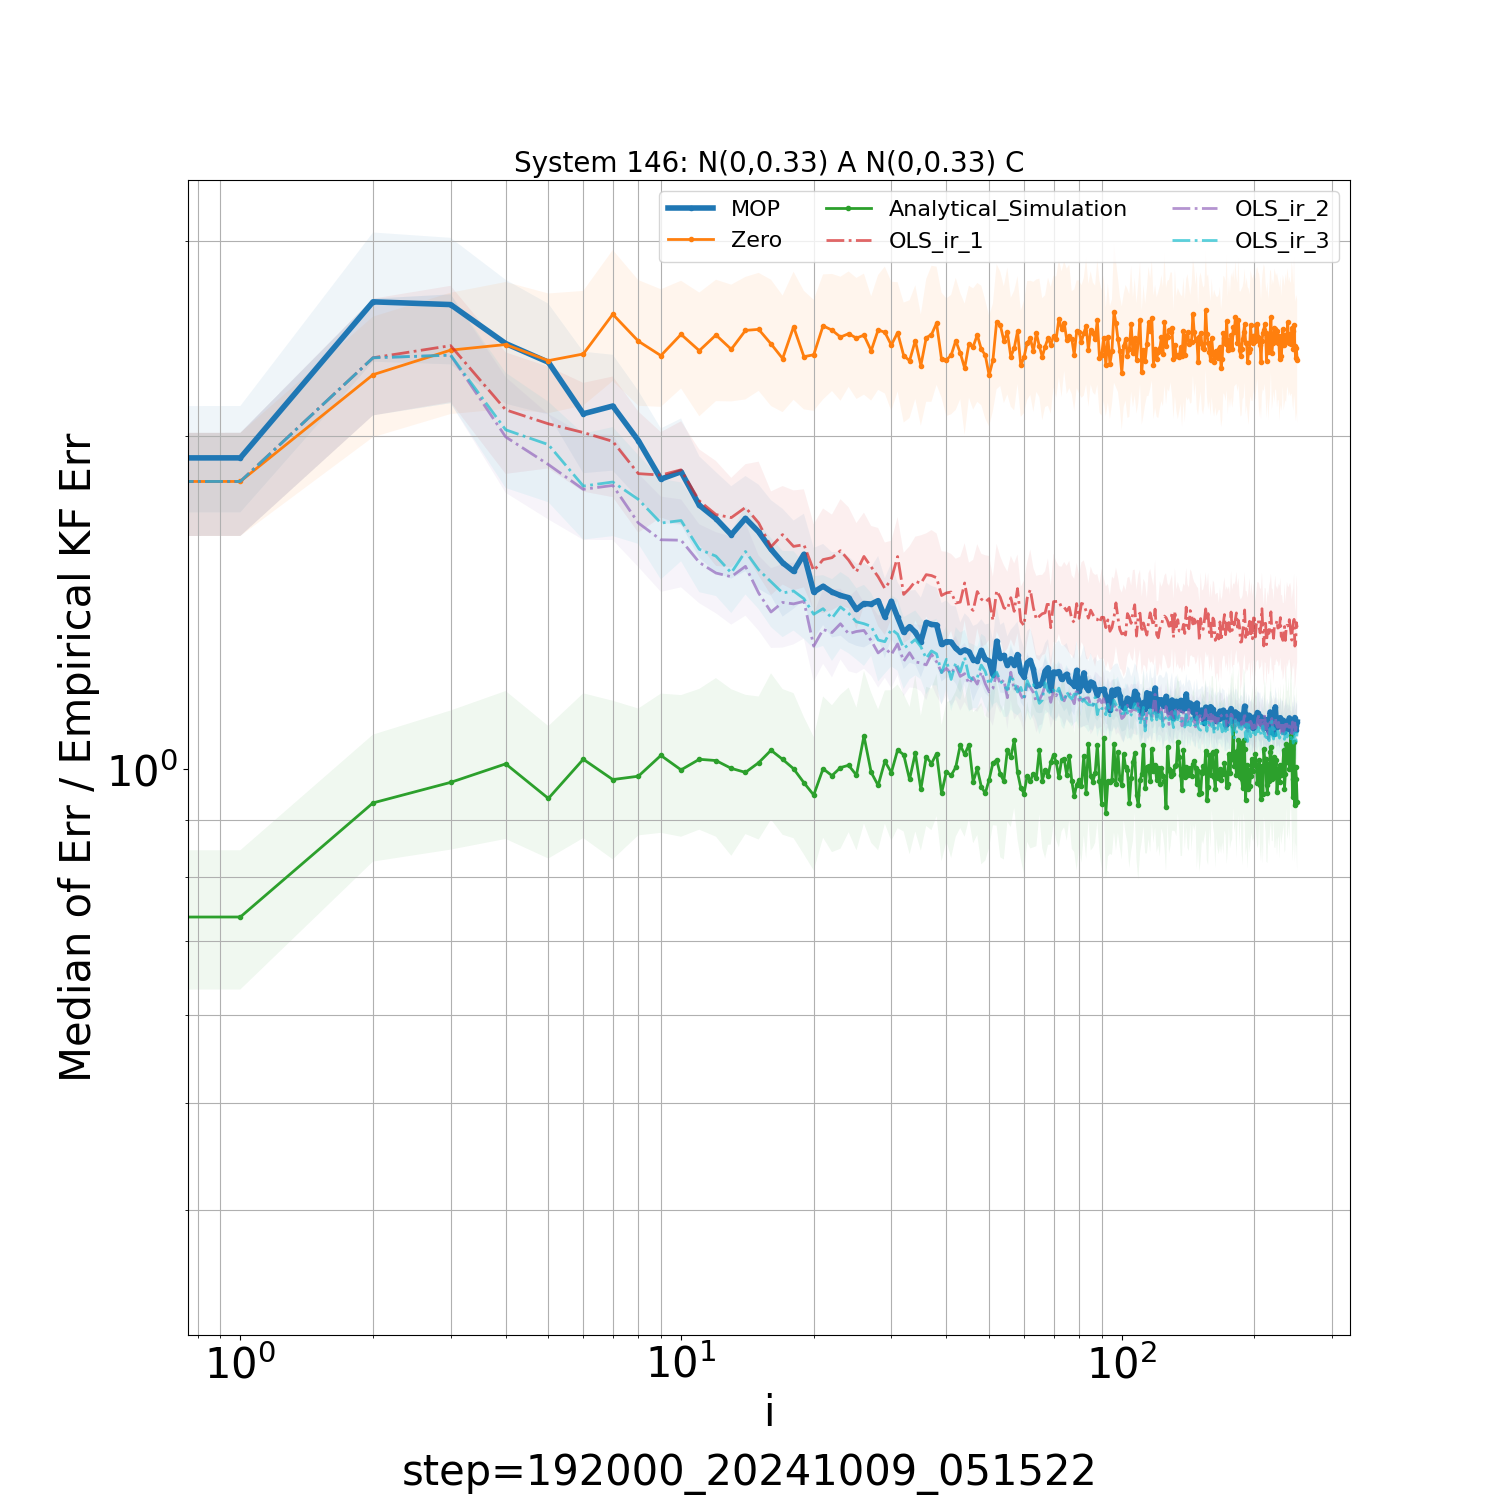 System 146: N(0,0.33) A N(0,0.33) C
MOP
Zero
Analytical_Simulation
OLS_ir_1
OLS_ir_2
OLS_ir_3
Median of Err / Empirical KF Err
10⁰
10⁰
10¹
10²
i
step=192000_20241009_051522